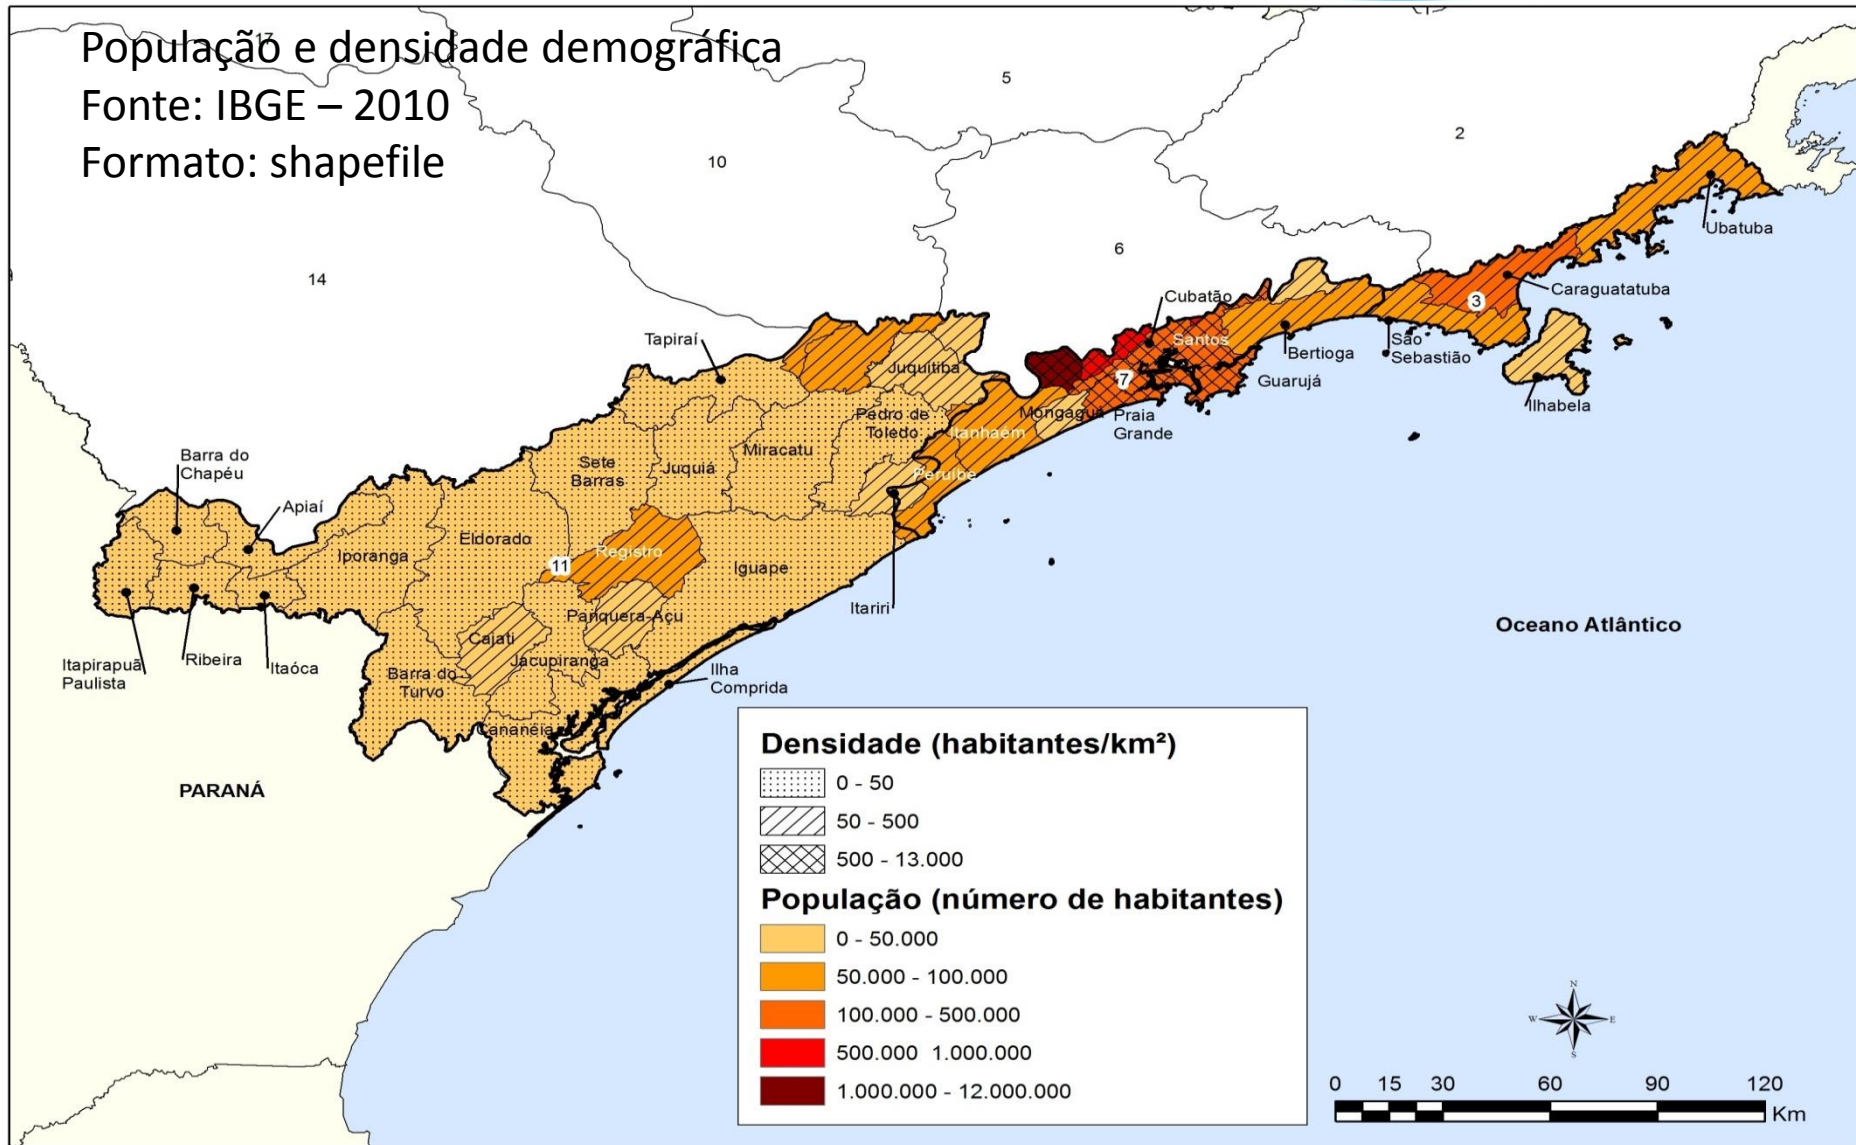 População e densidade demográfica
Fonte: IBGE – 2010
Formato: shapefile
17
5
2
10
6
14
Ubatuba
Caraguatatuba
3
Cubatão
Santos
Bertioga
São
Sebastião
Guarujá
Ilhabela
7
Praia
Grande
Mongaguá
Tapiraí
Juquitiba
Pedro de
Toledo
Itanhaém
Peruíbe
Miracatu
Juquiá
Sete
Barras
Barra do
Chapéu
Apiaí
Iporanga
Eldorado
11
Registro
Iguape
Itariri
Pariquera-Açu
Cajati
Jacupiranga
Barra do
Turvo
Cananéia
Ilha
Comprida
Itapirapuã
Paulista
Ribeira
Itaóca
Oceano Atlântico
PARANÁ
Densidade (habitantes/km²)
0 - 50
50 - 500
500 - 13.000
População (número de habitantes)
0 - 50.000
50.000 - 100.000
100.000 - 500.000
500.000 1.000.000
1.000.000 - 12.000.000
N
W
E
S
0 15 30 60 90 120
Km